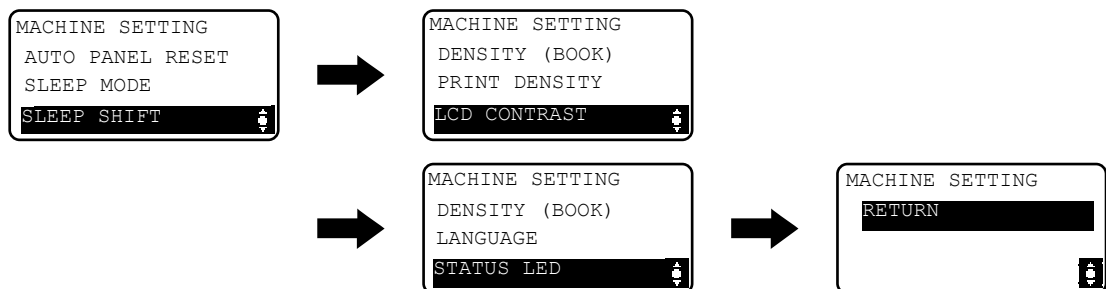 MACHINE SETTING
AUTO PANEL RESET
SLEEP MODE
SLEEP SHIFT
MACHINE SETTING
DENSITY (BOOK)
PRINT DENSITY
LCD CONTRAST
MACHINE SETTING
DENSITY (BOOK)
LANGUAGE
STATUS LED
MACHINE SETTING
RETURN